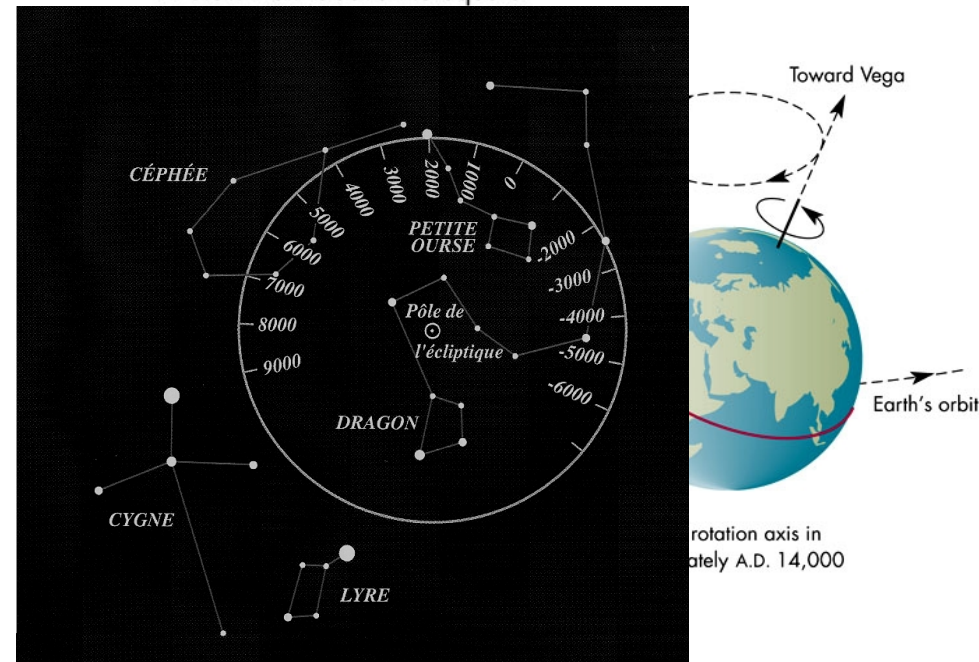 Toward Vega
CÉPHÉE
3000
2000
1000
0
4000
5000
PETITE
OURSE
-2000
6000
-3000
7000
Pôle de
-4000
8000
l'écliptique
-5000
9000
-6000
Earth's orbit
DRAGON
CYGNE
rotation axis in
A.D. 14,000
LYRE